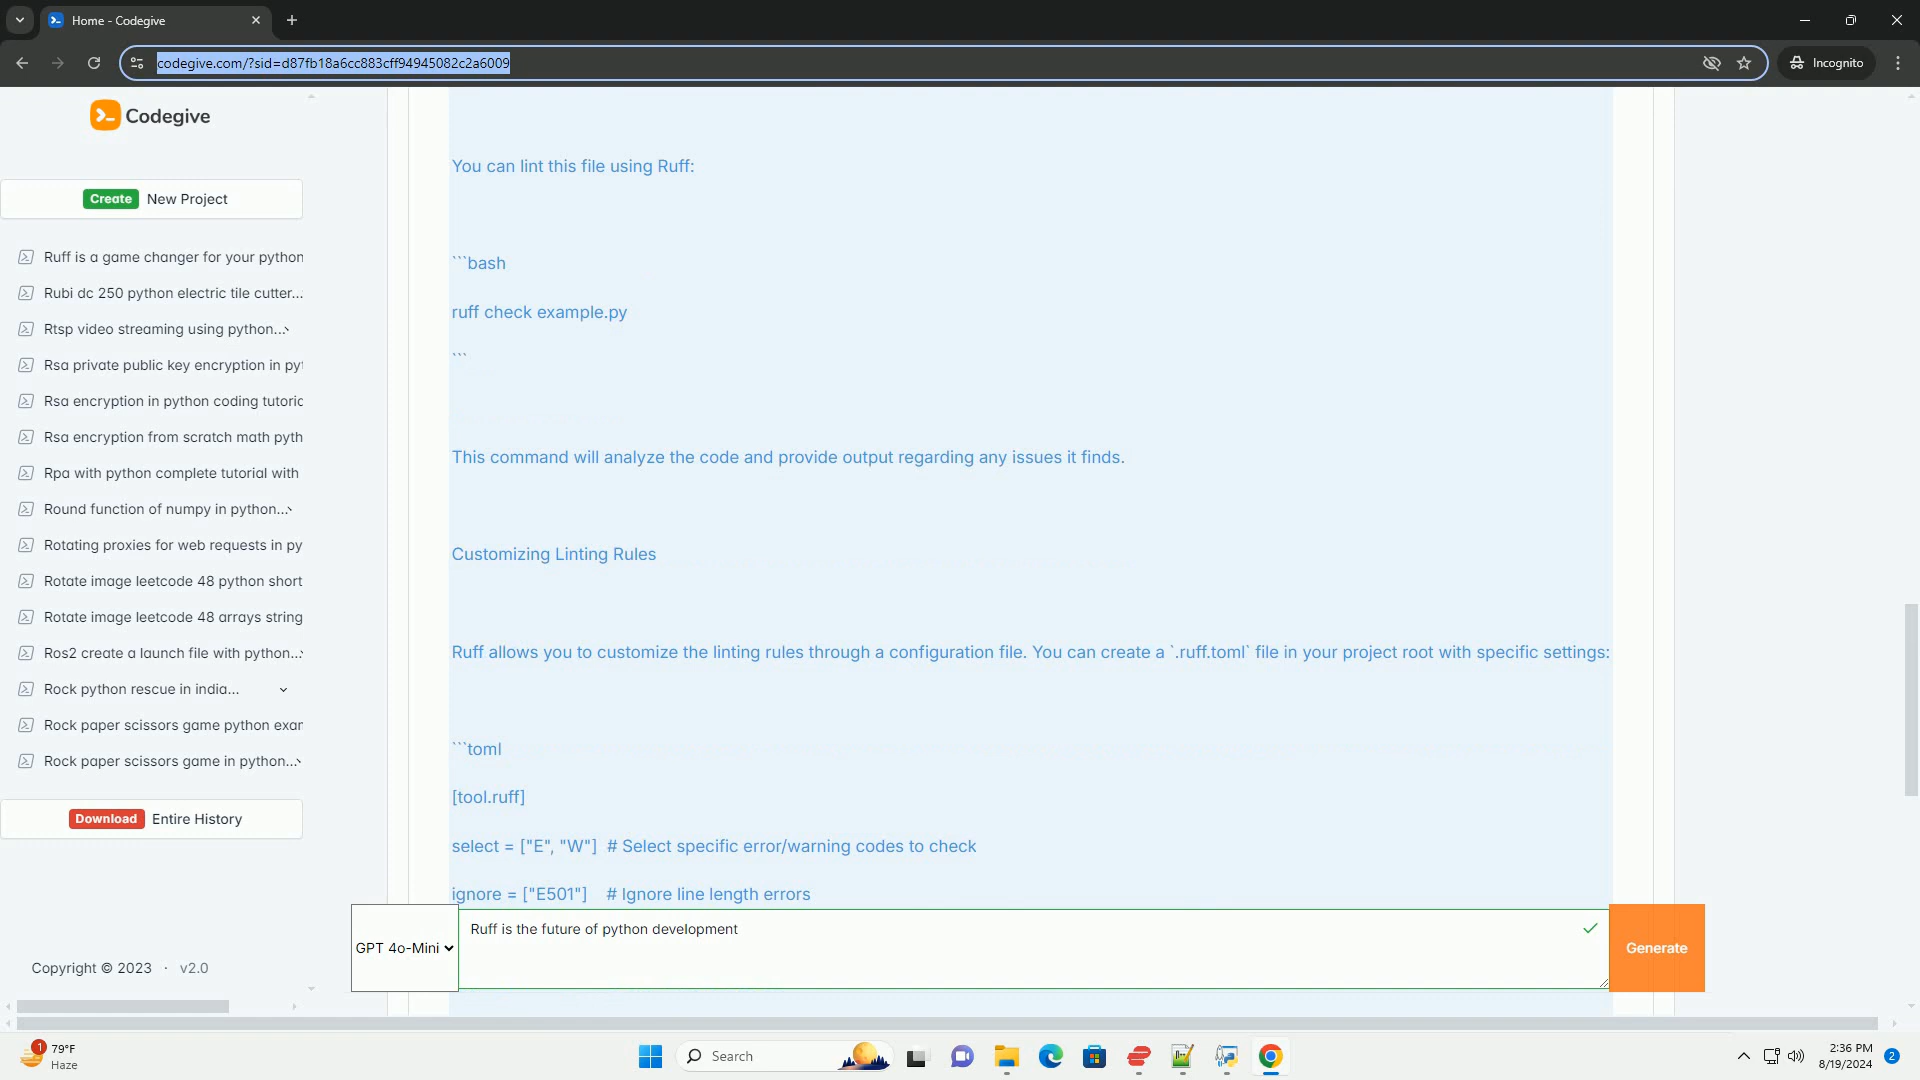 Home - Codegive
codegive.com/?sid=d87fb18a6cc883cff94945082c2a6009
Incognito
Codegive
Create New Project
Ruff is a game changer for your python
Rubi dc 250 python electric tile cutter...
Rtsp video streaming using python...
Rsa private public key encryption in pyt
Rsa encryption in python coding tutoric
Rsa encryption from scratch math pyth
Rpa with python complete tutorial with
Round function of numpy in python...
Rotating proxies for web requests in py
Rotate image leetcode 48 python short
Rotate image leetcode 48 arrays string
Ros2 create a launch file with python...
Rock python rescue in india...
Rock paper scissors game python exar
Rock paper scissors game in python...
Download Entire History
Copyright © 2023 · v2.0
You can lint this file using Ruff:
```bash
ruff check example.py
```
This command will analyze the code and provide output regarding any issues it finds.
Customizing Linting Rules
Ruff allows you to customize the linting rules through a configuration file. You can create a `.ruff.toml` file in your project root with specific settings:
```toml
[tool.ruff]
select = ["E", "W"]  # Select specific error/warning codes to check
ignore = ["E501"]    # Ignore line length errors
GPT 4o-Mini
Ruff is the future of python development
Generate
1
79°F
Haze
Search
2:36 PM
8/19/2024
2